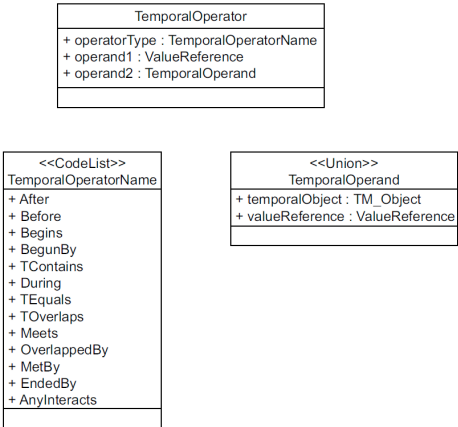 TemporalOperator
+ operatorType : TemporalOperatorName
+ operand1 : ValueReference
+ operand2 : TemporalOperand
<<CodeList>>
TemporalOperatorName
+ After
+ Before
+ Begins
+ BegunBy
+ TContains
+ During
+ TEquals
+ TOverlaps
+ Meets
+ OverlappedBy
+ MetBy
+ EndedBy
+ AnyInteracts
<<Union>>
TemporalOperand
+ temporalObject : TM_Object
+ valueReference : ValueReference